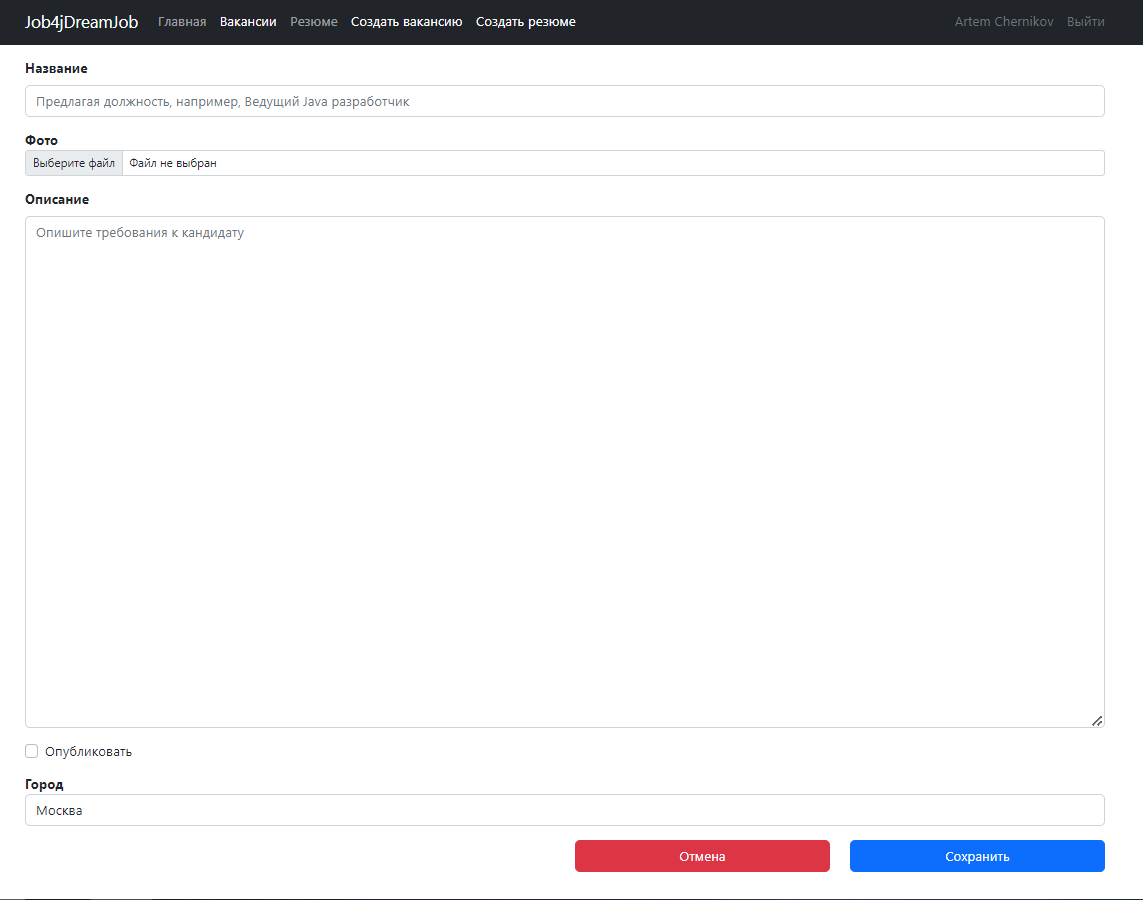 Job4jDreamJob Главная Вакансии Резюме Создать вакансию Создать резюме Artem Chernikov Выйти
Название
Предлагая должность, например, Ведущий Java разработчик
Фото
Выберите файл Файл не выбран
Описание
Опишите требования к кандидату
Опубликовать
Город
Москва
Отмена Сохранить